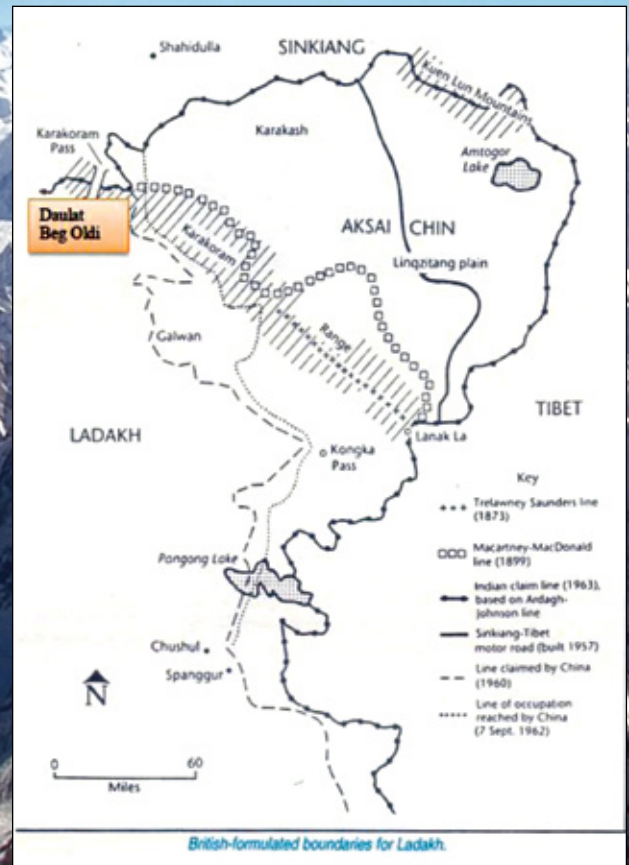 SINKIANG
Shahidulla
Kuen Lun Mountains
Karakoram
Pass
Karakash
Amtogor
Lake
Daulat
Beg Oldi
Karakoram
AKSAI CHIN
Lingzitang plain
Galwan
Range
TIBET
LADAKH
Lanak La
Kongka
Pass
Key
Trelawney Saunders line
(1873)
Macartney-MacDonald
line (1899)
Pangong Lake
Indian claim line (1963),
based on Ardagh-
Johnson line
Sinkiang-Tibet
motor road (built 1957)
Chushul
Spanggur
Line claimed by China
(1960)
N
Line of occupation
reached by China
(7 Sept. 1962)
0 60
Miles
British-formulated boundaries for Ladakh.